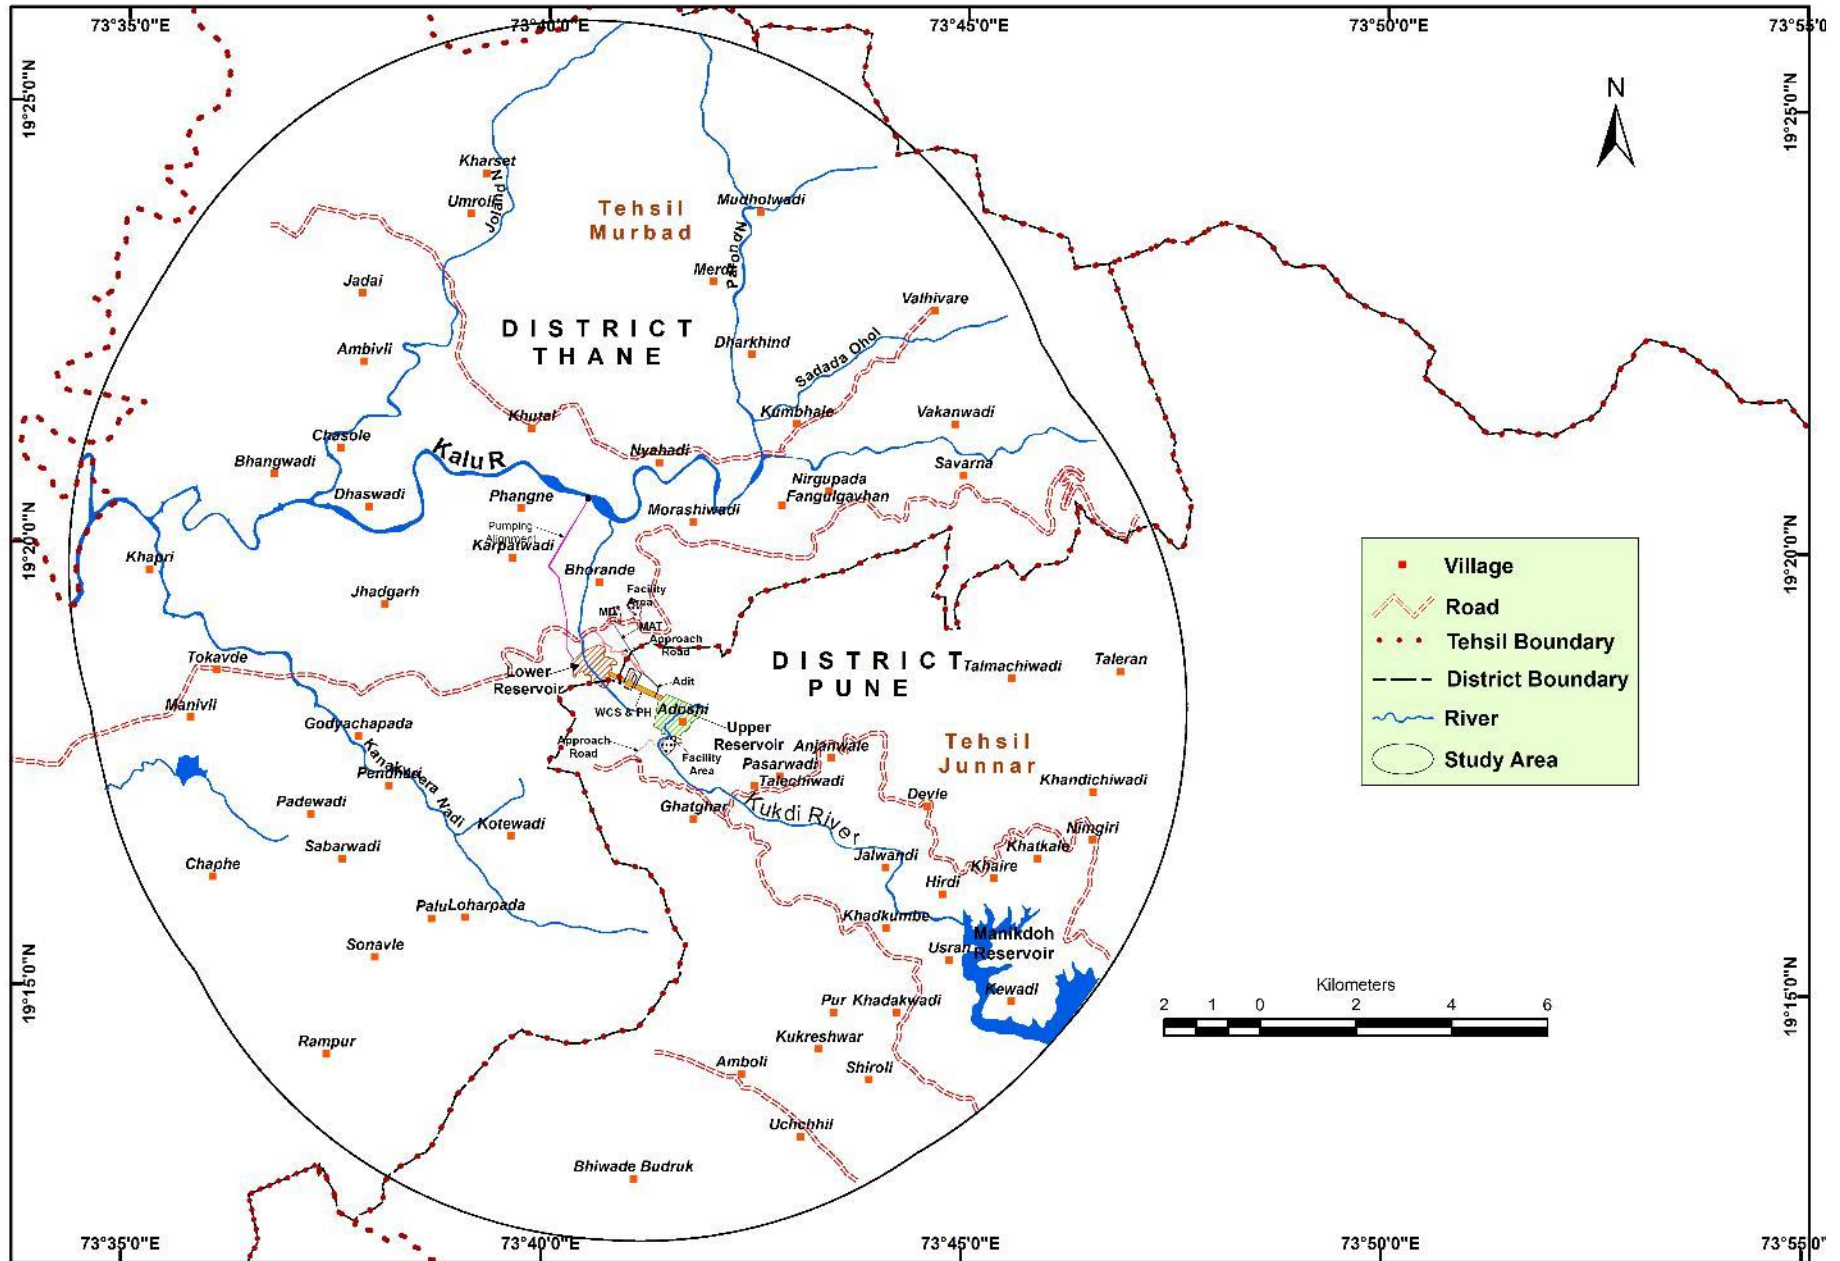 73°35'0"E
73°40'0"E
73°45'0"E
73°50'0"E
73°55'0"E
19°25'0"N
19°25'0"N
N
Kharset
Umroli
Jojand N
Tehsil
Murbad
Mudholwadi
Parond N
Merdi
Jadai
Valhivare
DISTRICT
THANE
Ambivli
Dharkhind
Sadada Ohol
Khutal
Kumbhale
Vakanwadi
Chasole
Kalu R
Bhangwadi
Nyahadi
Savarna
Dhaswadi
Phangne
Nirgupada
Fangulgavhan
Morashiwadi
Pumping
Alignment
Karpatwadi
19°20'0"N
19°20'0"N
Khapri
Bhorande
Jhadgarh
Facility
Area
MAT
Approach
Road
Tokavde
Lower
Reservoir
Adit
DISTRICT
PUNE
Talmachiwadi
Taleran
Manivli
WCS & PH
Adoshi
Godyachapada
Upper
Reservoir
Approach
Road
Facility
Area
Anjanwale
Tehsil
Junnar
Pasarwadi
Talechiwadi
Kanakveera Nadi
Pendhari
Khandichiwadi
Padewadi
Ghatghar
Kukdi River
Devle
Kotewadi
Nimgiri
Sabarwadi
Khatkale
Chaphe
Jalwandi
Khaire
Hirdi
Palu
Loharpada
Khadkumbe
Sonavle
Usran
Manikdoh
Reservoir
Kewadi
19°15'0"N
19°15'0"N
Pur
Khadakwadi
Rampur
Kukreshwar
Amboli
Shiroli
Uchchhil
Bhiwade Budruk
Village
Road
Tehsil Boundary
District Boundary
River
Study Area
Kilometers
2 1 0 2 4 6
73°35'0"E
73°40'0"E
73°45'0"E
73°50'0"E
73°55'0"E